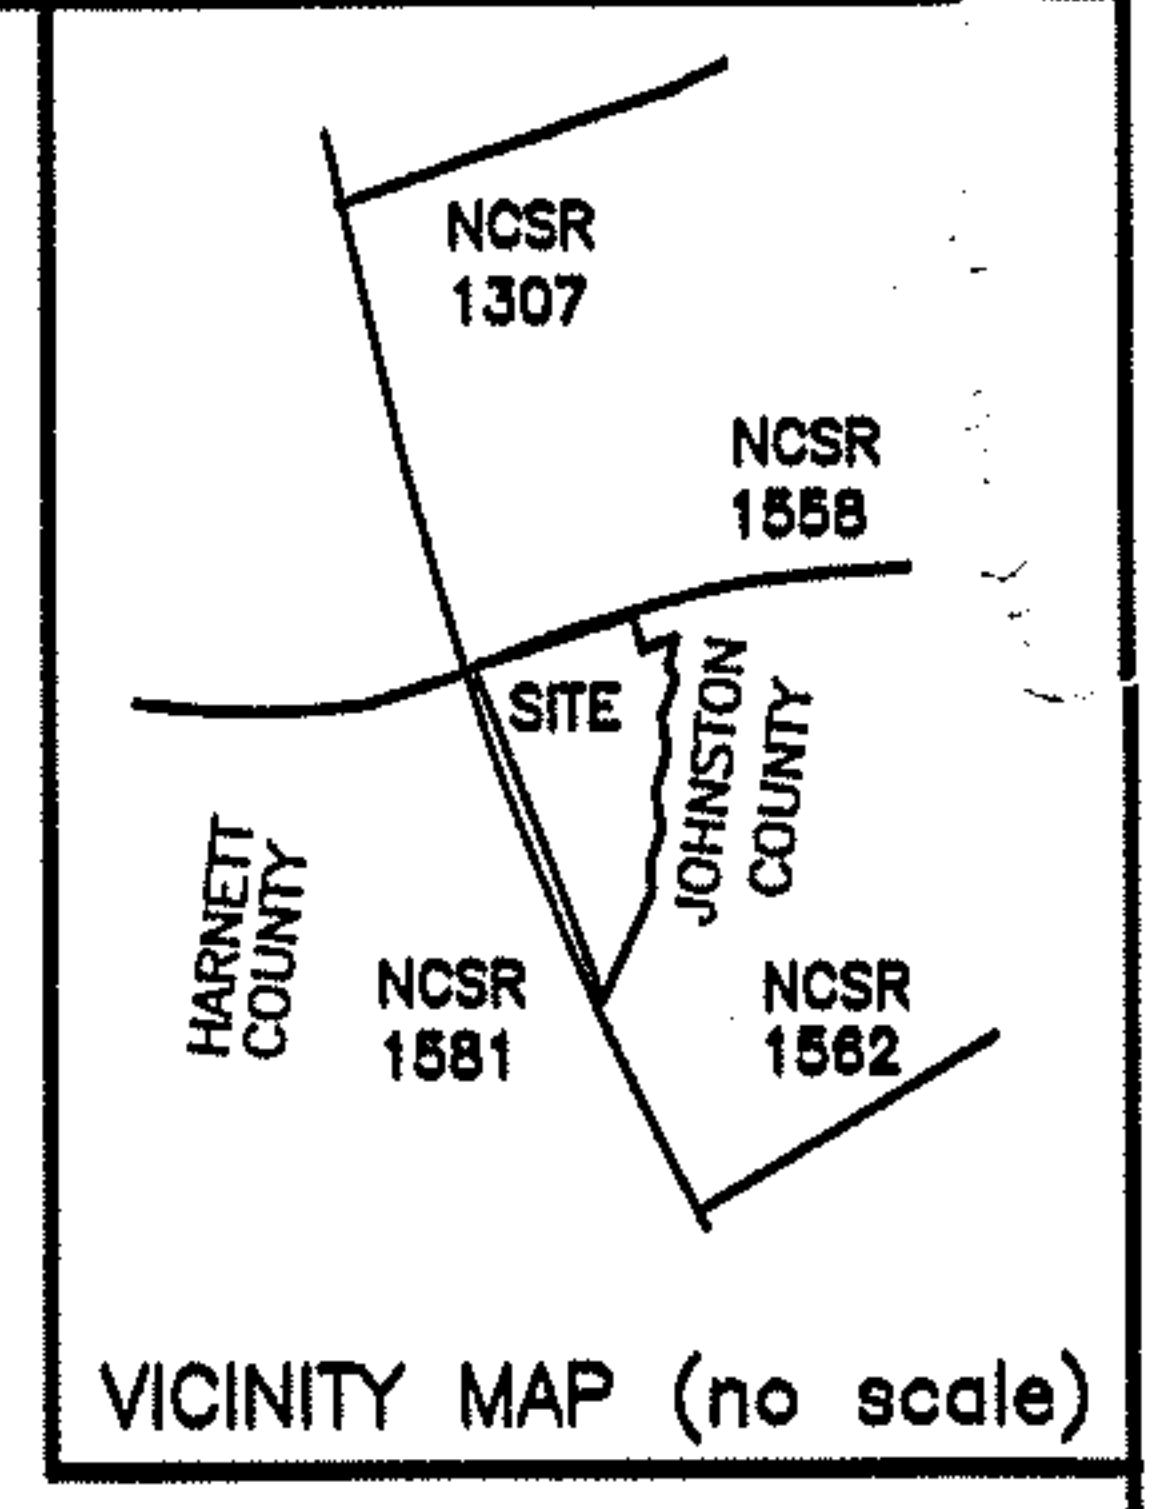 NCSR
1307
NCSR
1558
SITE
JOHNSTON
COUNTY
HARNETT
COUNTY
NCSR
1581
NCSR
1562
VICINITY MAP (no scale)